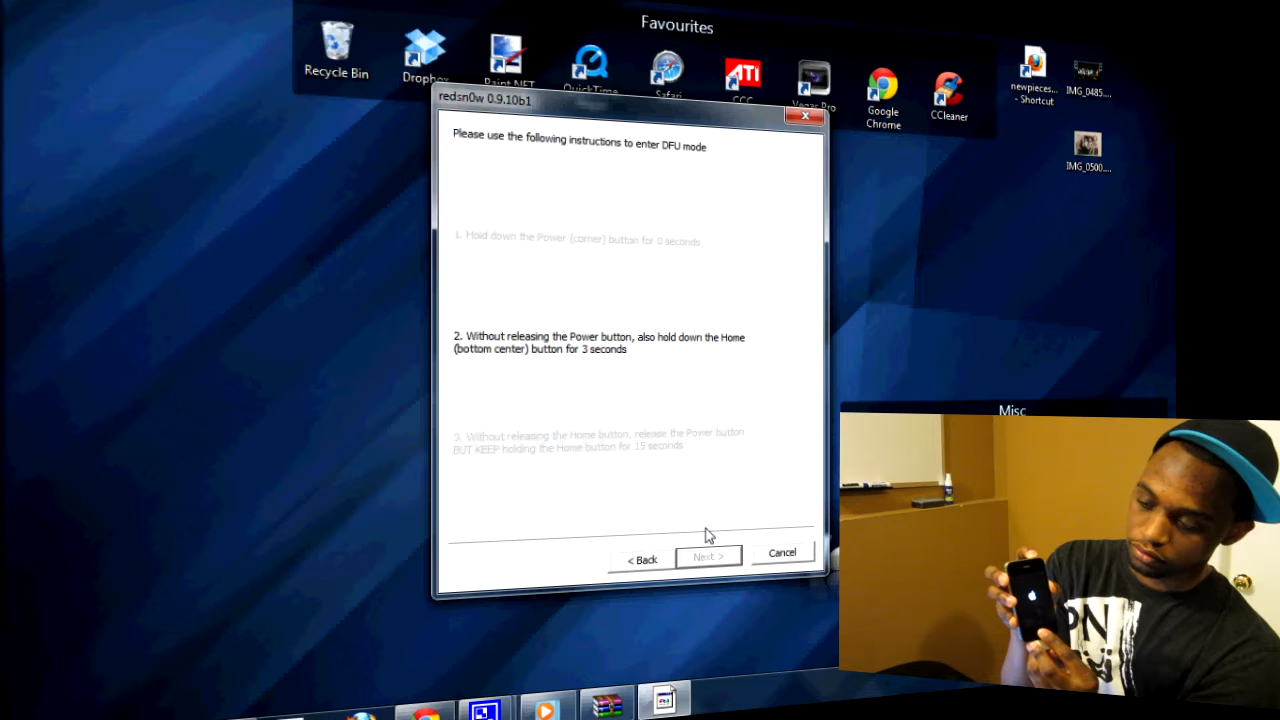 Favourites
Recycle Bin
Dropbox
Paint.NET
QuickTime
Safari
ATI
CCC
Vegas Pro
Google
Chrome
CCleaner
newpieces...
- Shortcut
IMG_0485....
IMG_0500....
redsn0w 0.9.10b1
Please use the following instructions to enter DFU mode
1. Hold down the Power (corner) button for 0 seconds
2. Without releasing the Power button, also hold down the Home
(bottom center) button for 3 seconds
3. Without releasing the Home button, release the Power button
BUT KEEP holding the Home button for 15 seconds
< Back
Next >
Cancel
Misc